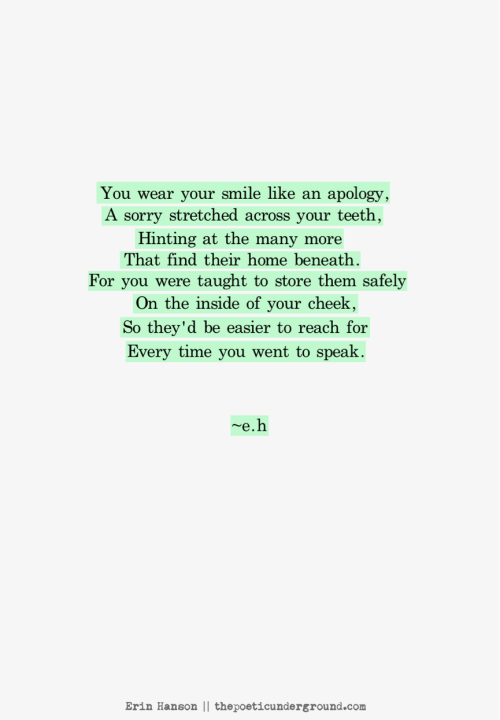 You wear your smile like an apology,
A sorry stretched across your teeth,
Hinting at the many more
That find their home beneath.
For you were taught to store them safely
On the inside of your cheek,
So they'd be easier to reach for
Every time you went to speak.
~e.h
Erin Hanson || thepoeticunderground.com